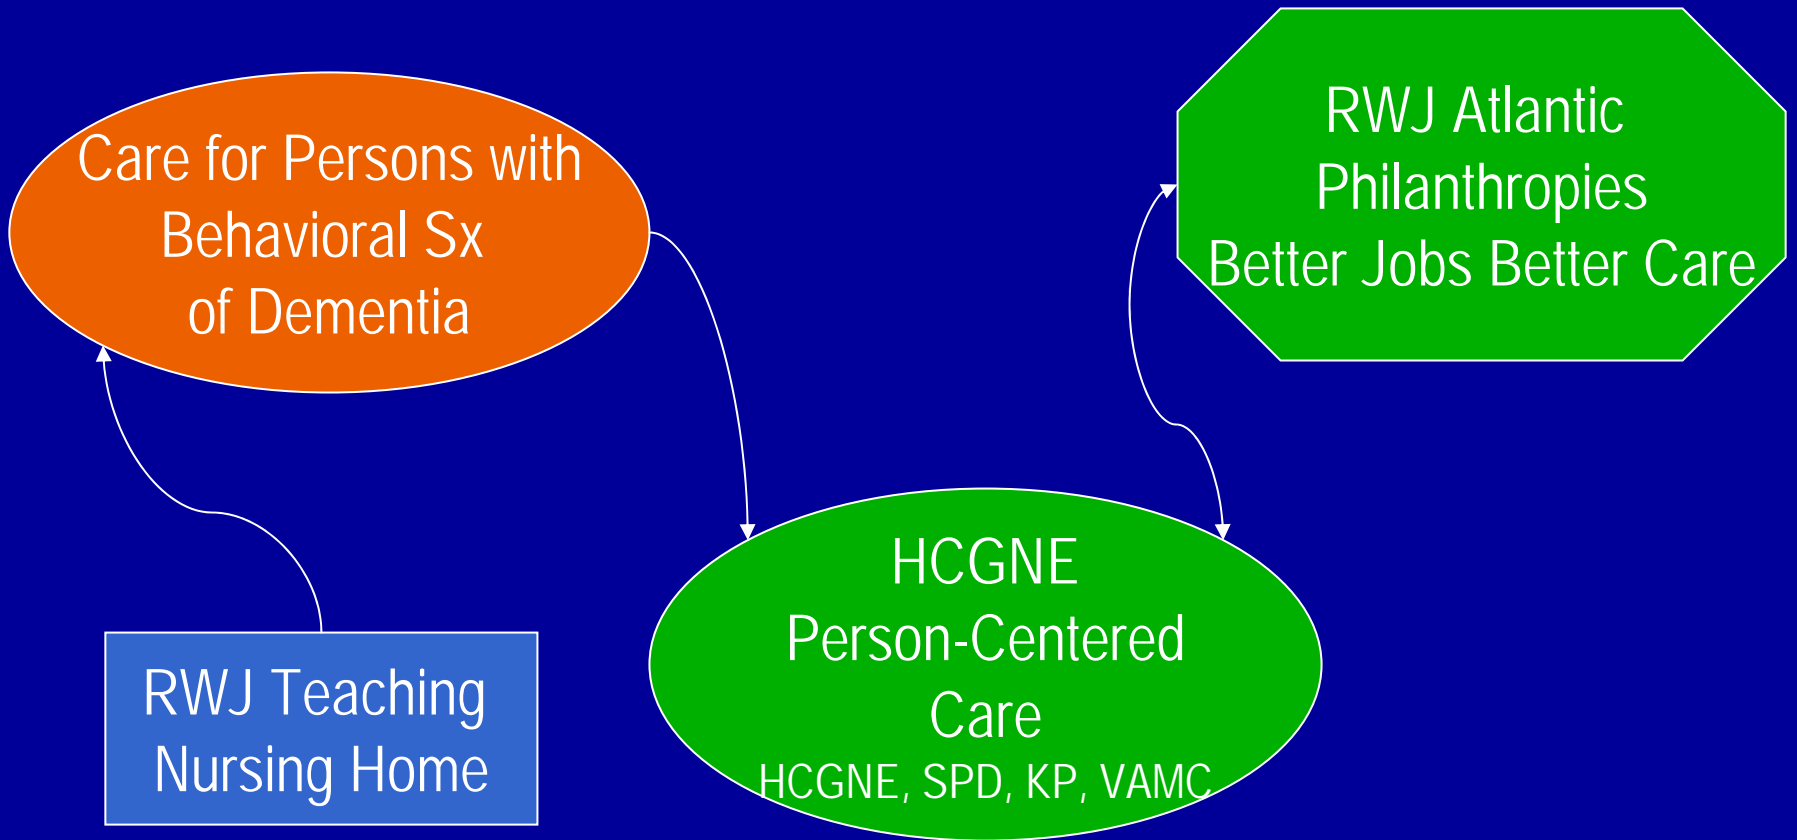 Care for Persons with
Behavioral Sx
of Dementia
RWJ Atlantic
Philanthropies
Better Jobs Better Care
HCGNE
Person-Centered
Care
HCGNE, SPD, KP, VAMC
RWJ Teaching
Nursing Home